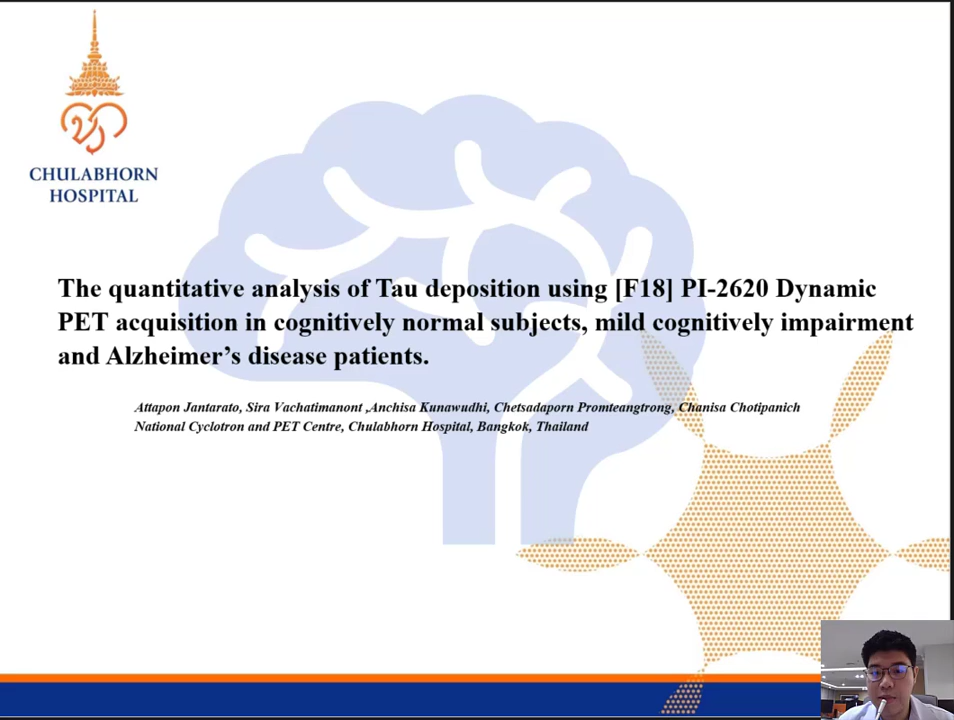 CHULABHORN
HOSPITAL
The quantitative analysis of Tau deposition using [F18] PI-2620 Dynamic
PET acquisition in cognitively normal subjects, mild cognitively impairment
and Alzheimer’s disease patients.
Attapon Jantarato, Sira Vachatimanont ,Anchisa Kunawudhi, Chetsadaporn Promteangtrong, Chanisa Chotipanich
National Cyclotron and PET Centre, Chulabhorn Hospital, Bangkok, Thailand